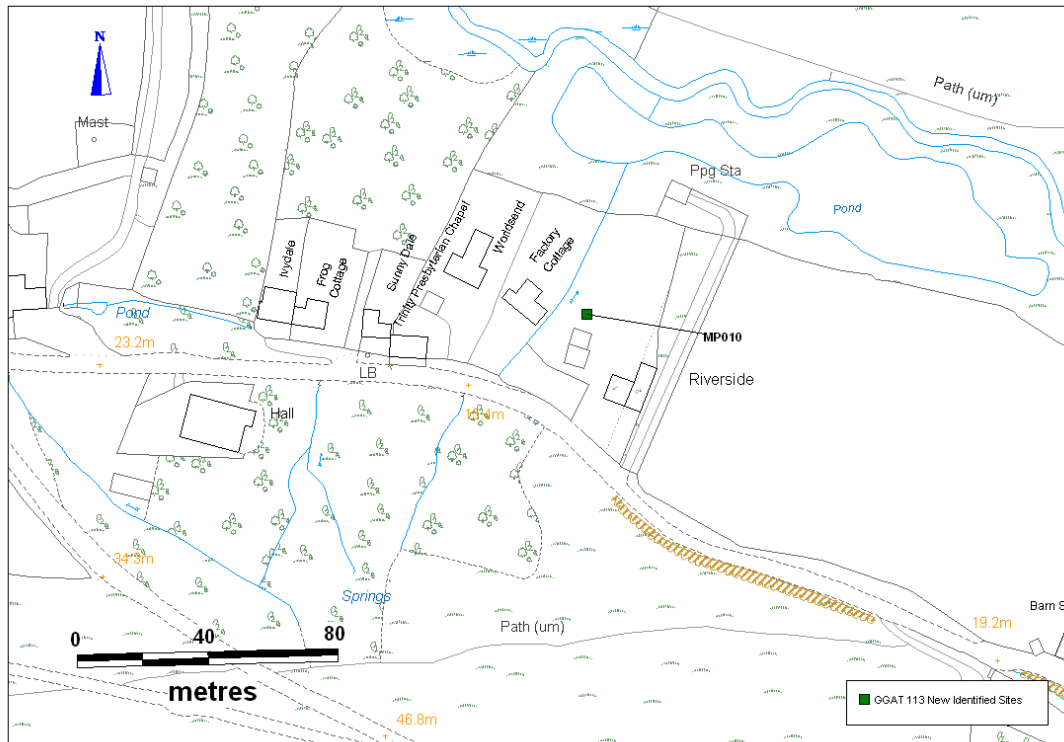 N
Mast
Path (um)
Ppg Sta
Pond
Ivydale
Frog
Cottage
Sunny Dale
Trinity Presbyterian Chapel
Worldsend
Factory
Cottage
Pond
23.2m
MP010
LB
Riverside
Hall
34.3m
Springs
Path (um)
Barn S
19.2m
0
40
80
metres
46.8m
GGAT 113 New Identified Sites